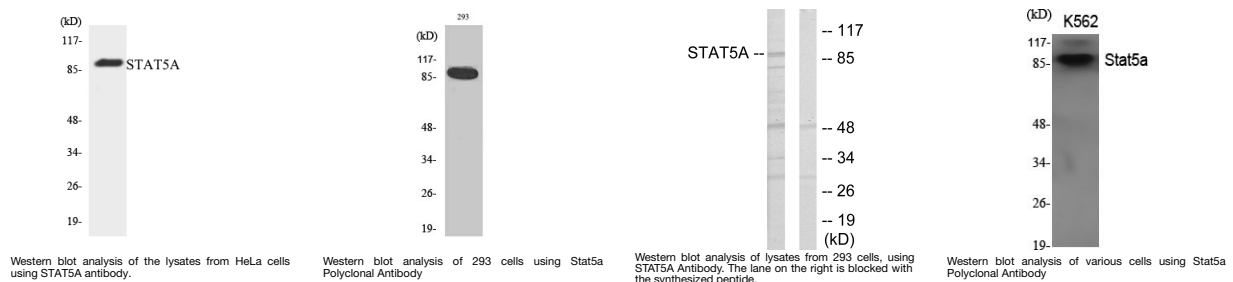 (kD)
117-
85-
STAT5A
48-
34-
26-
19-
Western blot analysis of the lysates from HeLa cells
using STAT5A antibody.
293
(kD)
117-
85-
48-
34-
26-
19-
Western blot analysis of 293 cells using Stat5a
Polyclonal Antibody
STAT5A --
-- 117
-- 85
-- 48
-- 34
-- 26
-- 19
(kD)
Western blot analysis of lysates from 293 cells, using
STAT5A Antibody. The lane on the right is blocked with
the synthesized peptide.
(kD)
K562
117-
85-
Stat5a
48-
34-
26-
19-
Western blot analysis of various cells using Stat5a
Polyclonal Antibody